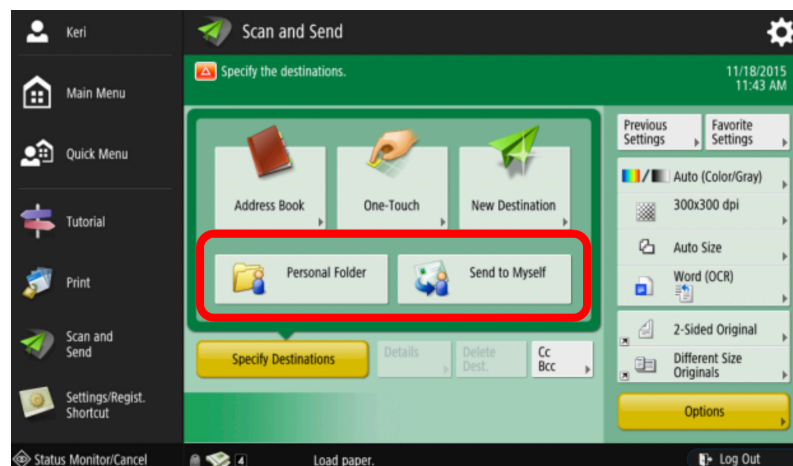 Keri
Scan and Send
Specify the destinations.
11/18/2015
11:43 AM
Main Menu
Quick Menu
Tutorial
Print
Scan and
Send
Settings/Regist.
Shortcut
Address Book
One-Touch
New Destination
Personal Folder
Send to Myself
Specify Destinations
Details
Delete
Dest.
Cc
Bcc
Previous
Settings
Favorite
Settings
Auto (Color/Gray)
300x300 dpi
Auto Size
Word (OCR)
2-Sided Original
Different Size
Originals
Options
Status Monitor/Cancel
4
Load paper.
Log Out